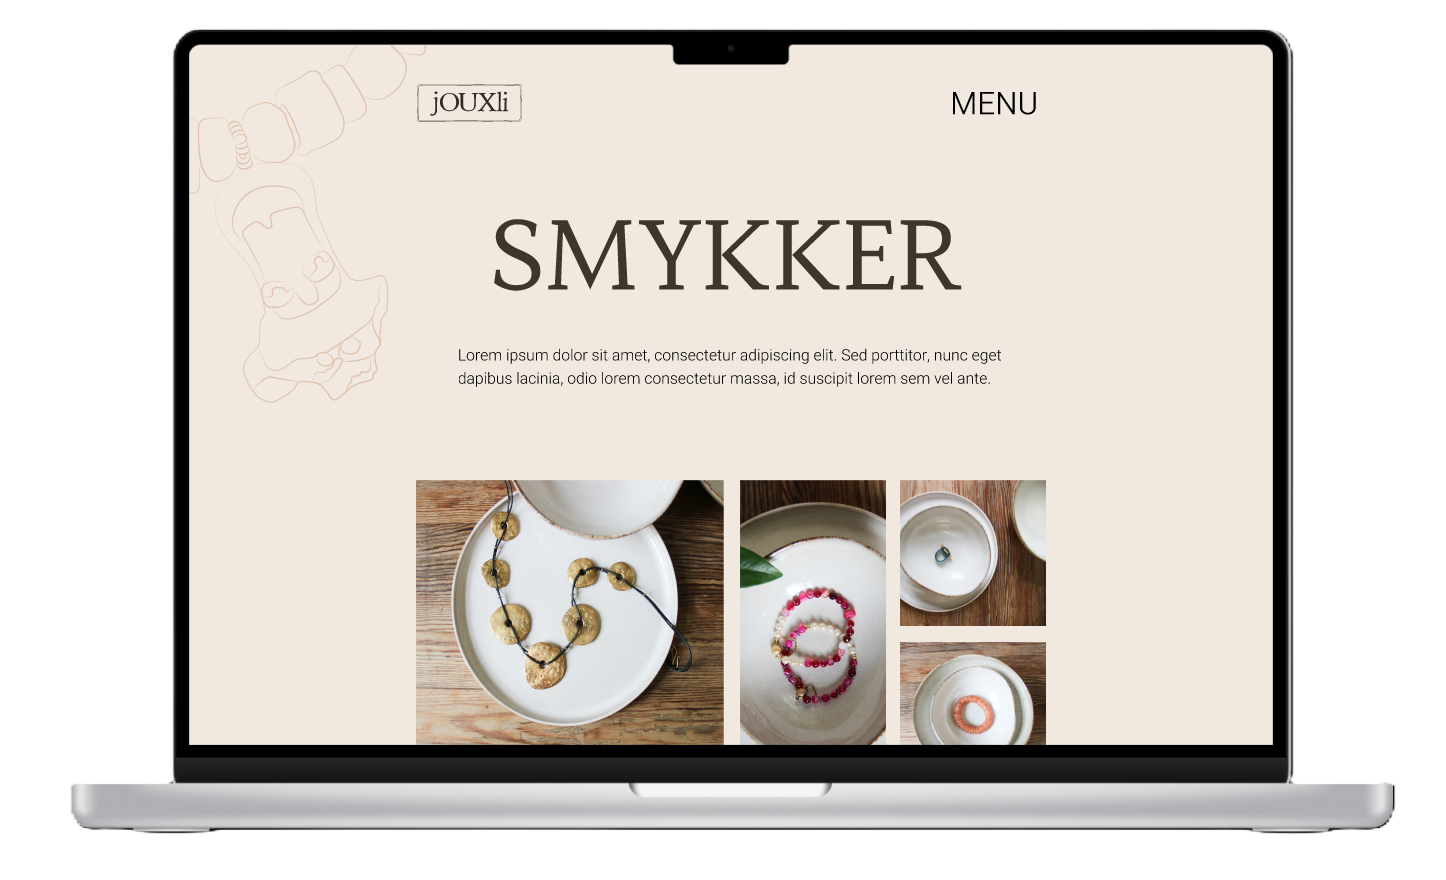 jOUXli
MENU
SMYKKER
Lorem ipsum dolor sit amet, consectetur adipiscing elit. Sed porttitor, nunc eget
dapibus lacinia, odio lorem consectetur massa, id suscipit lorem sem vel ante.